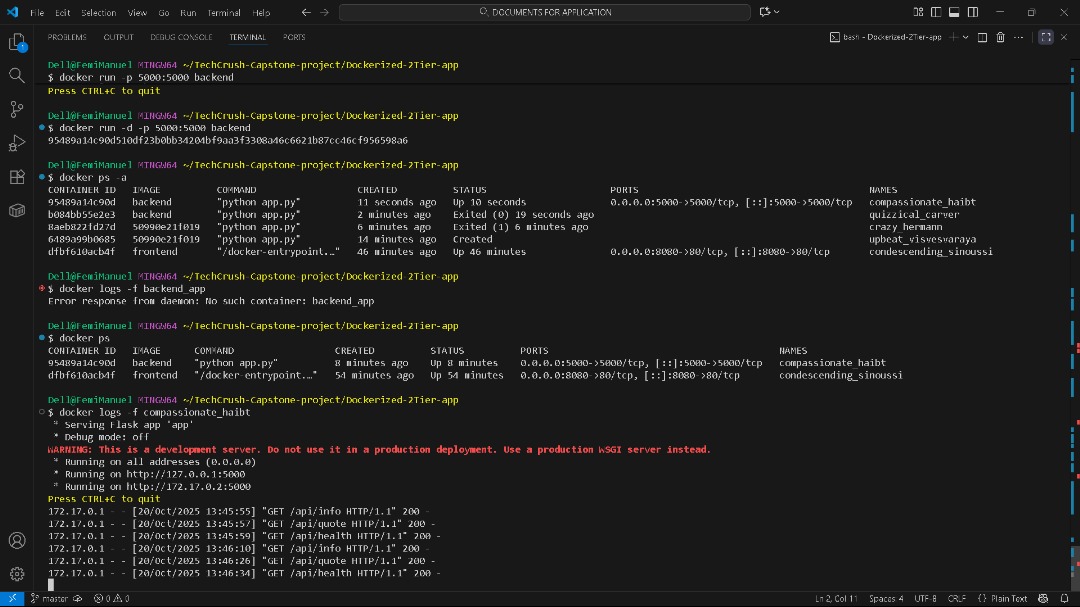 File Edit Selection View Go Run Terminal Help
DOCUMENTS FOR APPLICATION
PROBLEMS OUTPUT DEBUG CONSOLE TERMINAL PORTS
bash - Dockerized-2Tier-app
1
Dell@FemiManuel MINGW64 ~/TechCrush-Capstone-project/Dockerized-2Tier-app
$ docker run -p 5000:5000 backend
Press CTRL+C to quit
Dell@FemiManuel MINGW64 ~/TechCrush-Capstone-project/Dockerized-2Tier-app
$ docker run -d -p 5000:5000 backend
95489a14c90d510df23b0bb34204bf9aa3f3308a46c6621b87cc46cf956598a6
Dell@FemiManuel MINGW64 ~/TechCrush-Capstone-project/Dockerized-2Tier-app
$ docker ps -a
CONTAINER ID IMAGE COMMAND CREATED STATUS PORTS NAMES
95489a14c90d backend "python app.py" 11 seconds ago Up 10 seconds 0.0.0.0:5000->5000/tcp, [::]:5000->5000/tcp compassionate_haibt
b084bb55e2e3 backend "python app.py" 2 minutes ago Exited (0) 19 seconds ago quizzical_carver
8aeb822fd27d 50990e21f019 "python app.py" 6 minutes ago Exited (1) 6 minutes ago crazy_hermann
6489a99b0685 50990e21f019 "python app.py" 14 minutes ago Created upbeat_visvesvaraya
dfbf610acb4f frontend "/docker-entrypoint.…" 46 minutes ago Up 46 minutes 0.0.0.0:8080->80/tcp, [::]:8080->80/tcp condescending_sinoussi
Dell@FemiManuel MINGW64 ~/TechCrush-Capstone-project/Dockerized-2Tier-app
$ docker logs -f backend_app
Error response from daemon: No such container: backend_app
Dell@FemiManuel MINGW64 ~/TechCrush-Capstone-project/Dockerized-2Tier-app
$ docker ps
CONTAINER ID IMAGE COMMAND CREATED STATUS PORTS NAMES
95489a14c90d backend "python app.py" 8 minutes ago Up 8 minutes 0.0.0.0:5000->5000/tcp, [::]:5000->5000/tcp compassionate_haibt
dfbf610acb4f frontend "/docker-entrypoint.…" 54 minutes ago Up 54 minutes 0.0.0.0:8080->80/tcp, [::]:8080->80/tcp condescending_sinoussi
Dell@FemiManuel MINGW64 ~/TechCrush-Capstone-project/Dockerized-2Tier-app
$ docker logs -f compassionate_haibt
* Serving Flask app 'app'
* Debug mode: off
WARNING: This is a development server. Do not use it in a production deployment. Use a production WSGI server instead.
* Running on all addresses (0.0.0.0)
* Running on http://127.0.0.1:5000
* Running on http://172.17.0.2:5000
Press CTRL+C to quit
172.17.0.1 - - [20/Oct/2025 13:45:55] "GET /api/info HTTP/1.1" 200 -
172.17.0.1 - - [20/Oct/2025 13:45:57] "GET /api/quote HTTP/1.1" 200 -
172.17.0.1 - - [20/Oct/2025 13:45:59] "GET /api/health HTTP/1.1" 200 -
172.17.0.1 - - [20/Oct/2025 13:46:10] "GET /api/info HTTP/1.1" 200 -
172.17.0.1 - - [20/Oct/2025 13:46:26] "GET /api/quote HTTP/1.1" 200 -
172.17.0.1 - - [20/Oct/2025 13:46:34] "GET /api/health HTTP/1.1" 200 -
master 0 0 Ln 2, Col 11 Spaces: 4 UTF-8 CRLF {} Plain Text